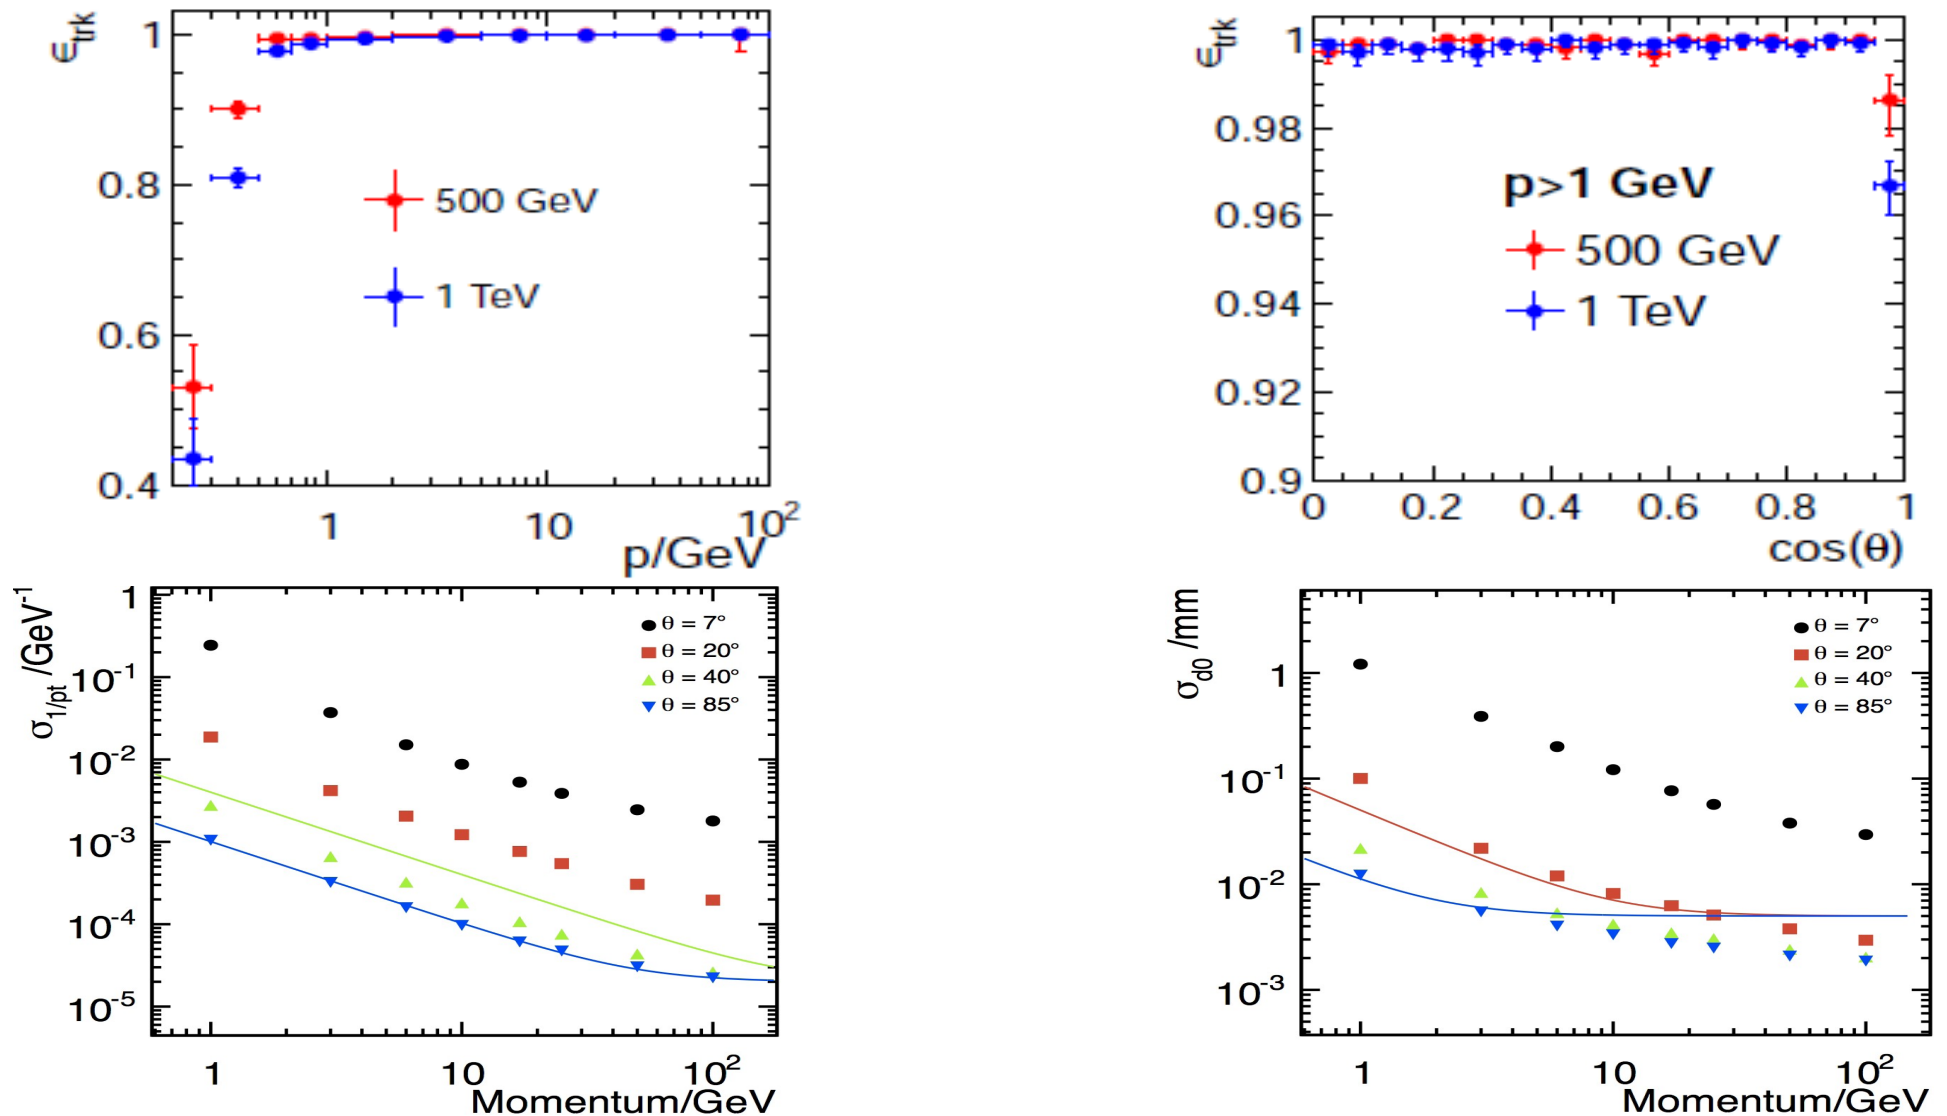 ϵtrk
1
0.8
0.6
0.4
500 GeV
1 TeV
1
10
10²
p/GeV
ϵtrk
1
0.98
0.96
0.94
0.92
0.9
p>1 GeV
500 GeV
1 TeV
0
0.2
0.4
0.6
0.8
1
cos(θ)
σ1/pt /GeV⁻¹
1
10⁻¹
10⁻²
10⁻³
10⁻⁴
10⁻⁵
θ = 7°
θ = 20°
θ = 40°
θ = 85°
1
10
10²
Momentum/GeV
σd0 /mm
1
10⁻¹
10⁻²
10⁻³
θ = 7°
θ = 20°
θ = 40°
θ = 85°
1
10
10²
Momentum/GeV